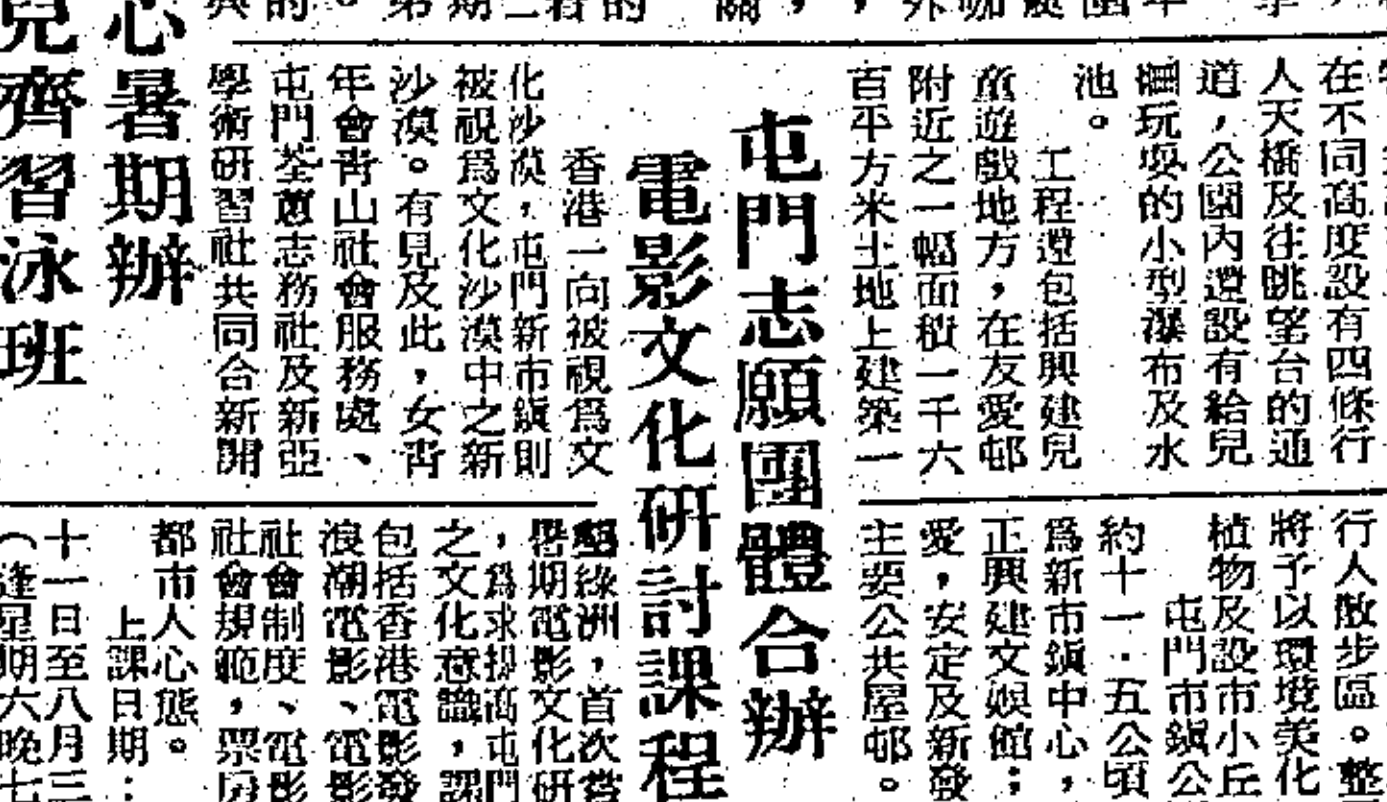 在不同高度設有四條行
人天橋及往眺望台的通
道，公園內還設有給兒
玩耍的小型瀑布及水
池。
工程還包括興建兒
童遊戲地方，在友愛邨
附近之一幅面積一千六
百平方米土地上建築一
行人散步區。整
將予以環境美化
植物及設市小丘
屯門市鎮公
約十一．五公頃
為新市鎮中心，
正興建文娛館；
愛，安定及新發
主要公共屋邨。
屯門志願團體合辦
電影文化研討課程
香港一向被視爲文
化沙漠，屯門新市鎮則
被視爲文化沙漠中之新
沙漠。有見及此，女青
年會青山社會服務處、
屯門荃蕙志務社及新亞
學術研習社共同合新開
綠洲，首次嘗
暑期電影文化研
，爲求提高屯門
之文化意識，認
包括香港電影發
浪潮電影、電影
社會制度、電影
社會規範，票房
都市人心態。
上課日期：
十一日至八月三
（逢星期六晚七
心暑期辦
兒齊習泳班